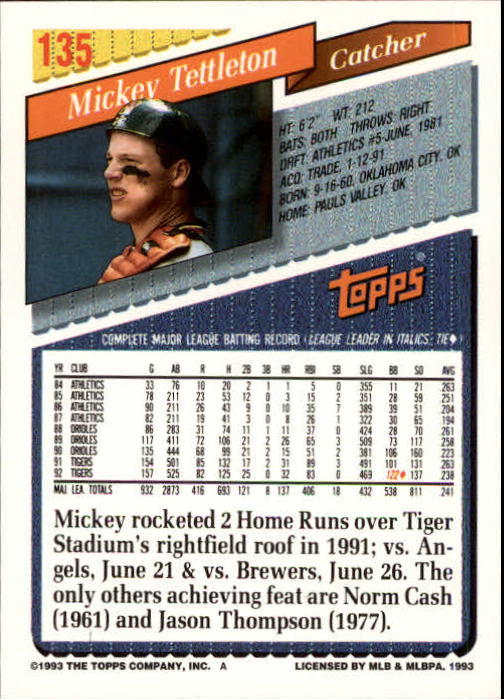 135
Mickey Tettleton
Catcher
HT: 6'2" WT: 212
BATS: BOTH THROWS: RIGHT
DRFT: ATHLETICS #5-JUNE, 1981
ACQ: TRADE, 1-12-91
BORN: 9-16-60, OKLAHOMA CITY, OK
HOME: PAULS VALLEY, OK
TOPPS®
COMPLETE MAJOR LEAGUE BATTING RECORD (LEAGUE LEADER IN ITALICS, TIE♦)
YR CLUB G AB R H 2B 3B HR RBI SB SLG BB SO AVG
84 ATHLETICS 33 76 10 20 2 1 1 5 0 355 11 21 263
85 ATHLETICS 78 211 23 53 12 0 3 15 2 351 28 59 251
86 ATHLETICS 90 211 26 43 9 0 10 35 7 389 39 51 204
87 ATHLETICS 82 211 19 41 3 0 8 26 1 322 30 65 194
88 ORIOLES 86 283 31 74 11 1 11 37 0 424 28 70 261
89 ORIOLES 117 411 72 106 21 2 26 65 3 509 73 117 258
90 ORIOLES 135 444 68 99 21 2 15 51 2 381 106 160 223
91 TIGERS 154 501 85 132 17 2 31 89 3 491 101 131 263
92 TIGERS 157 525 82 125 25 0 32 83 0 469 122♦ 137 238
MAJ. LEA. TOTALS 932 2873 416 693 121 8 137 406 18 432 538 811 241
Mickey rocketed 2 Home Runs over Tiger
Stadium's rightfield roof in 1991; vs. An-
gels, June 21 & vs. Brewers, June 26. The
only others achieving feat are Norm Cash
(1961) and Jason Thompson (1977).
©1993 THE TOPPS COMPANY, INC. A LICENSED BY MLB & MLBPA. 1993